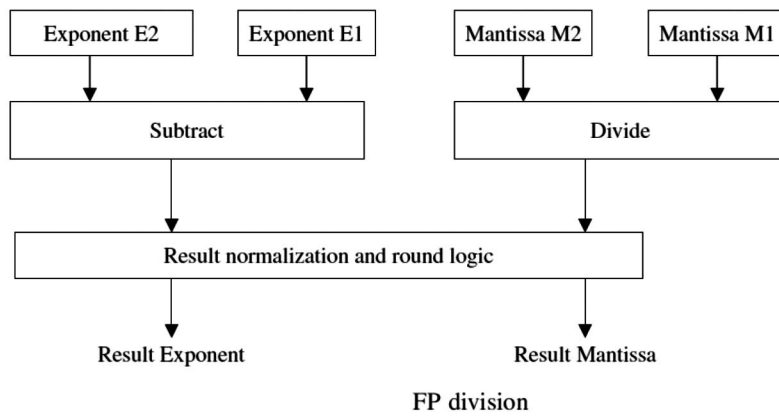 Exponent E2 Exponent E1 Mantissa M2 Mantissa M1
Subtract Divide
Result normalization and round logic
Result Exponent Result Mantissa
FP division